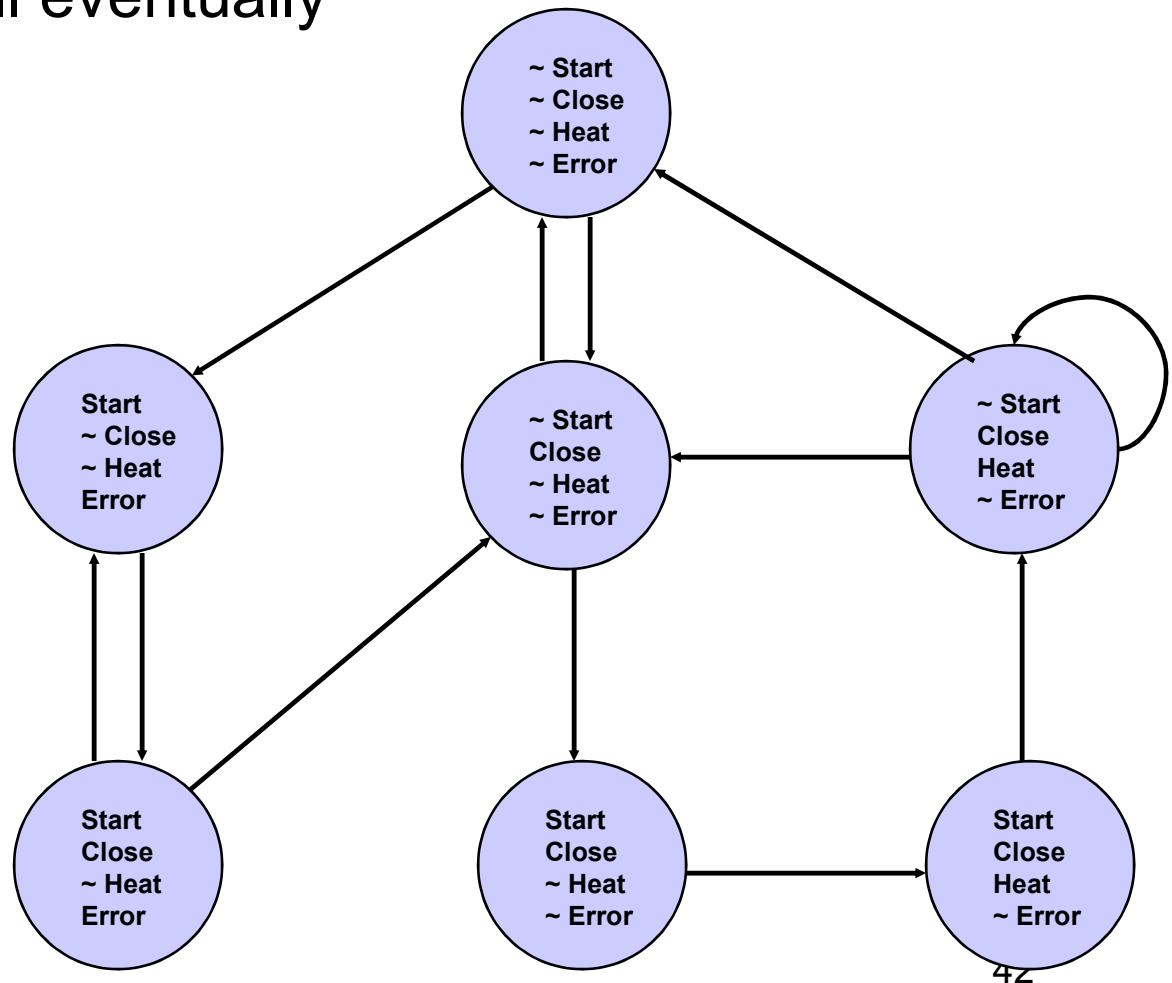 eventually
~ Start
~ Close
~ Heat
~ Error
Start
~ Close
~ Heat
Error
~ Start
Close
~ Heat
~ Error
~ Start
Close
Heat
~ Error
Start
Close
~ Heat
Error
Start
Close
~ Heat
~ Error
Start
Close
Heat
~ Error
42